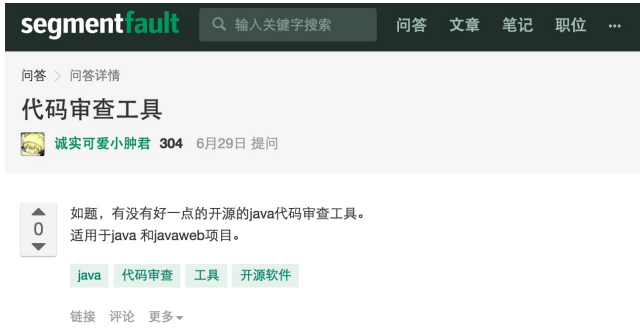 segmentfault 输入关键字搜索 问答 文章 笔记 职位 ···
问答 > 问答详情
代码审查工具
诚实可爱小肿君 304 6月29日 提问
如题，有没有好一点的开源的java代码审查工具。
0
适用于java 和javaweb项目。
java 代码审查 工具 开源软件
链接 评论 更多